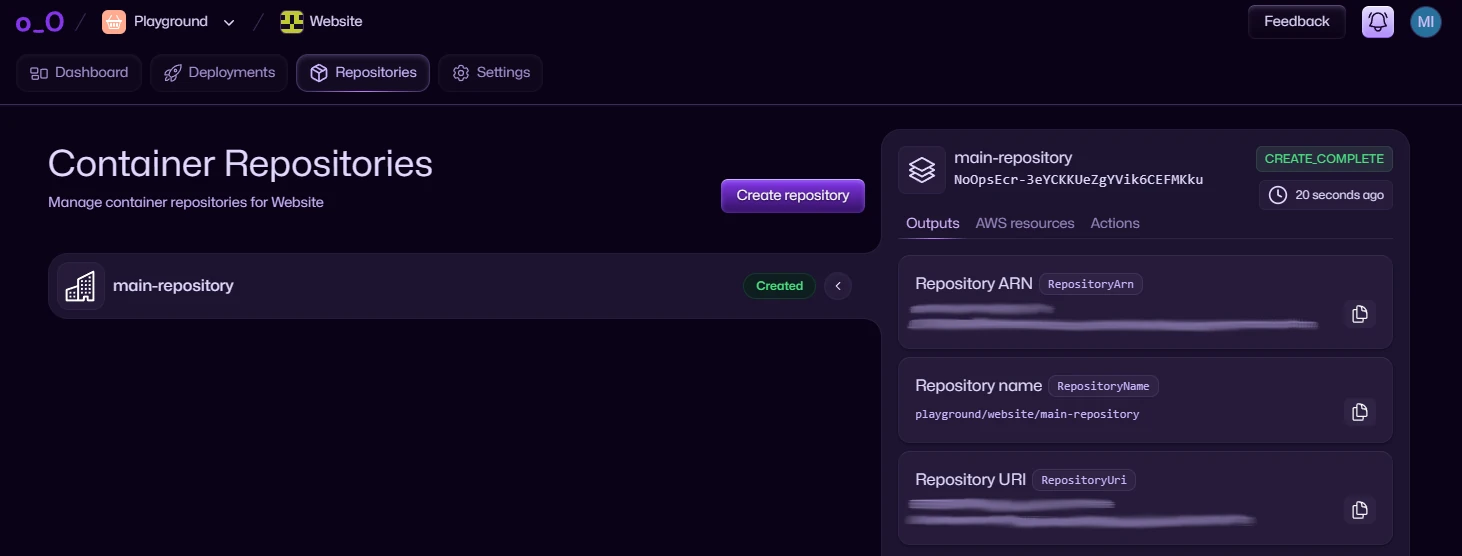 o_O / Playground / Website
Feedback
MI
Dashboard
Deployments
Repositories
Settings
Container Repositories
Manage container repositories for Website
Create repository
main-repository
Created
main-repository
NoOpsEcr-3eYCKKUeZgYVik6CEFMKku
CREATE_COMPLETE
20 seconds ago
Outputs
AWS resources
Actions
Repository ARN RepositoryArn
Repository name RepositoryName
playground/website/main-repository
Repository URI RepositoryUri